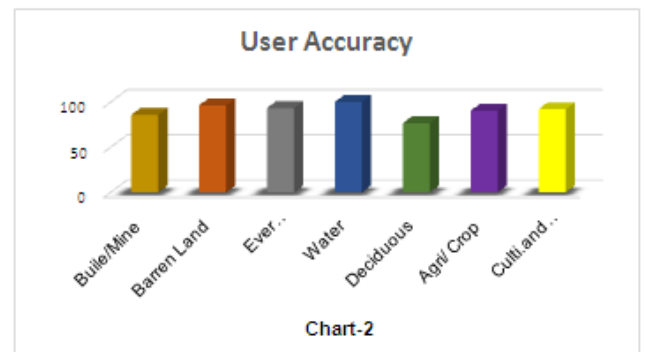 User Accuracy
100
50
0
Buile/Mine
Barren Land
Ever..
Water
Deciduous
Agri/ Crop
Culti.and..
Chart-2